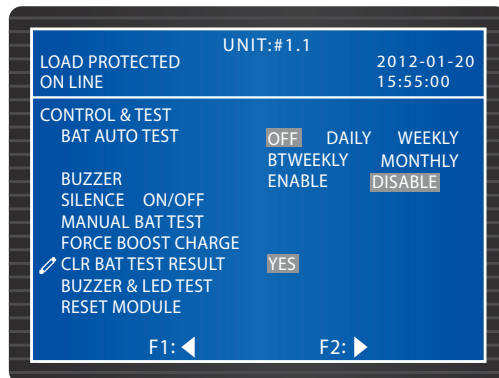 UNIT:#1.1
LOAD PROTECTED 2012-01-20
ON LINE 15:55:00
CONTROL & TEST
BAT AUTO TEST OFF DAILY WEEKLY
BTWEEKLY MONTHLY
BUZZER ENABLE DISABLE
SILENCE ON/OFF
MANUAL BAT TEST
FORCE BOOST CHARGE
CLR BAT TEST RESULT YES
BUZZER & LED TEST
RESET MODULE
F1: F2: